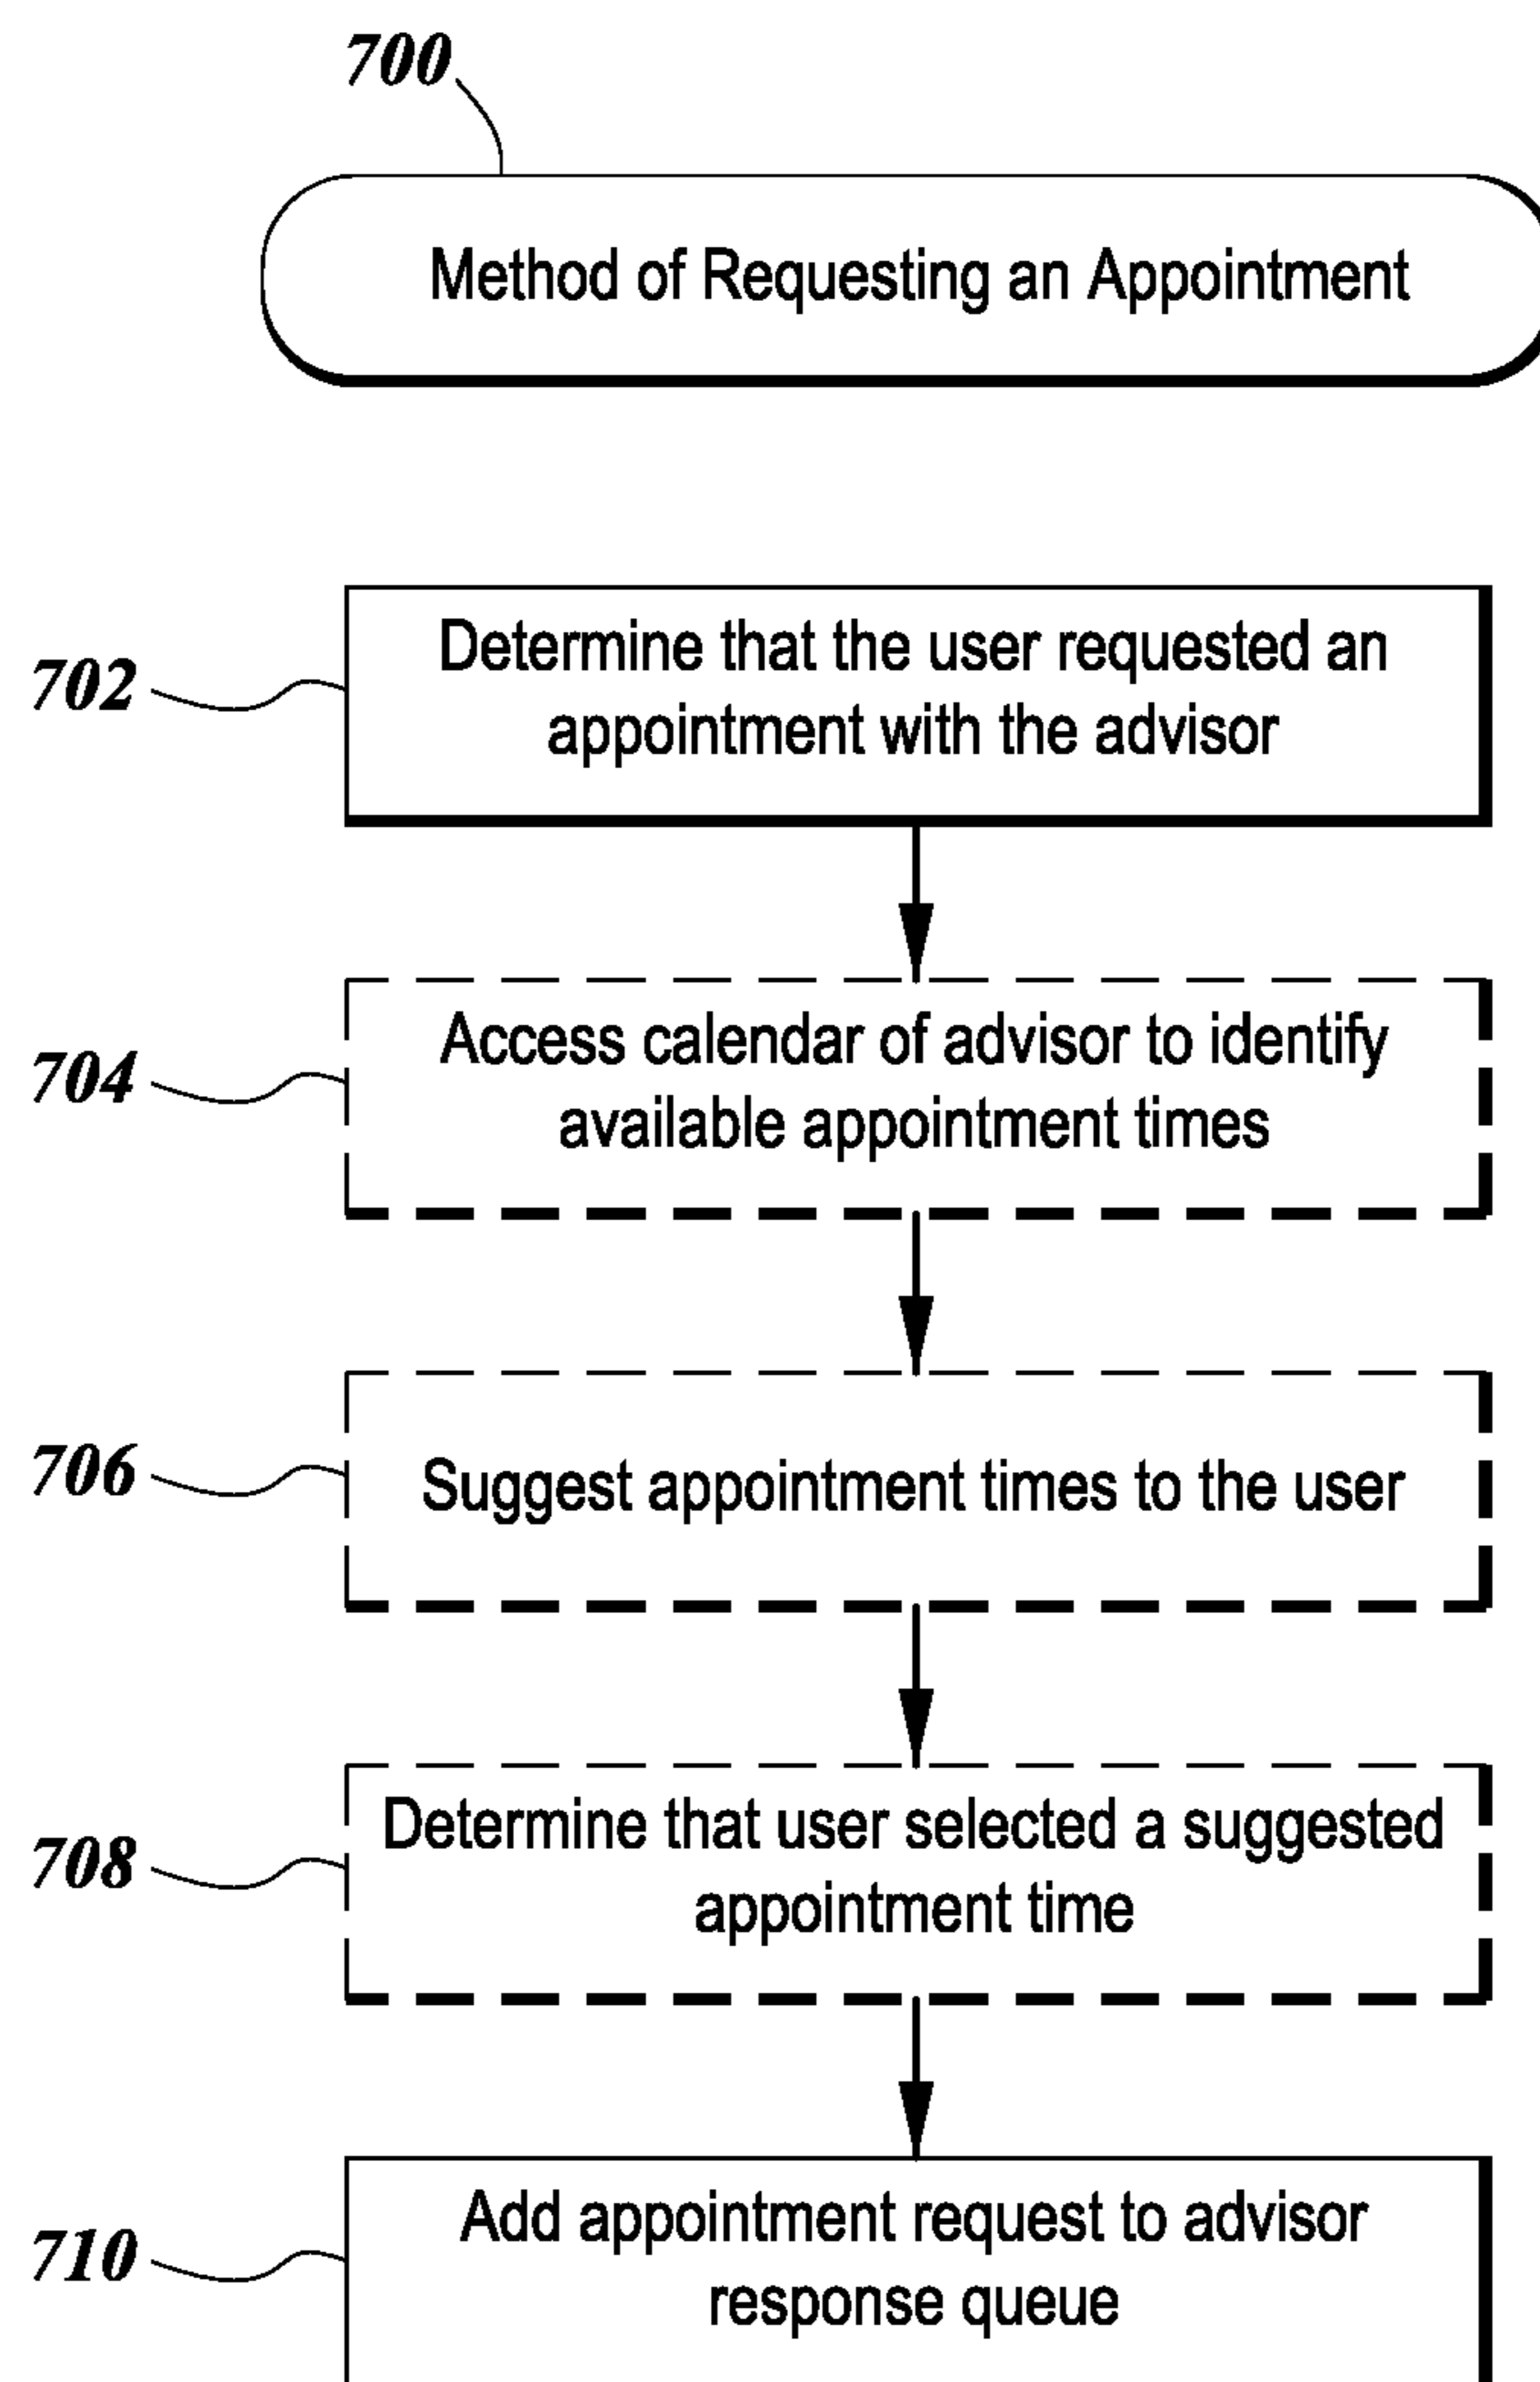 700
Method of Requesting an Appointment
702
Determine that the user requested an
appointment with the advisor
704
Access calendar of advisor to identify
available appointment times
706
Suggest appointment times to the user
708
Determine that user selected a suggested
appointment time
710
Add appointment request to advisor
response queue